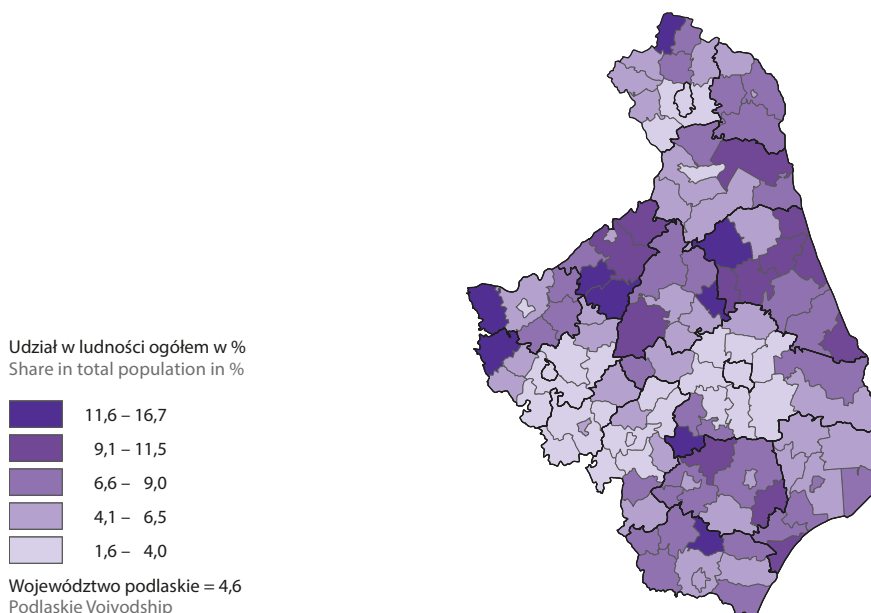 Udział w ludności ogółem w %
Share in total population in %
11,6 – 16,7
9,1 – 11,5
6,6 – 9,0
4,1 – 6,5
1,6 – 4,0
Województwo podlaskie = 4,6
Podlaskie Voivodship